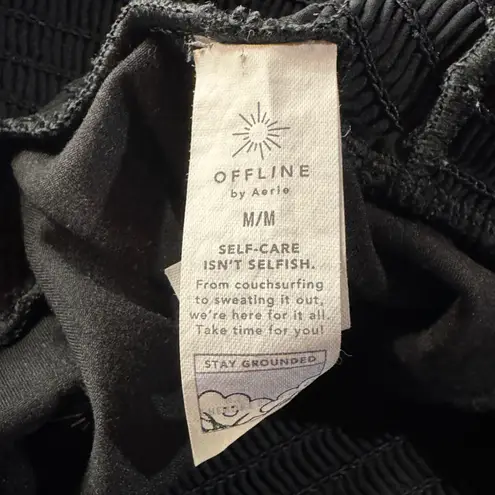 OFFLINE
by Aerie
M/M
SELF-CARE
ISN'T SELFISH.
From couchsurfing
to sweating it out,
we're here for it all.
Take time for you!
STAY GROUNDED